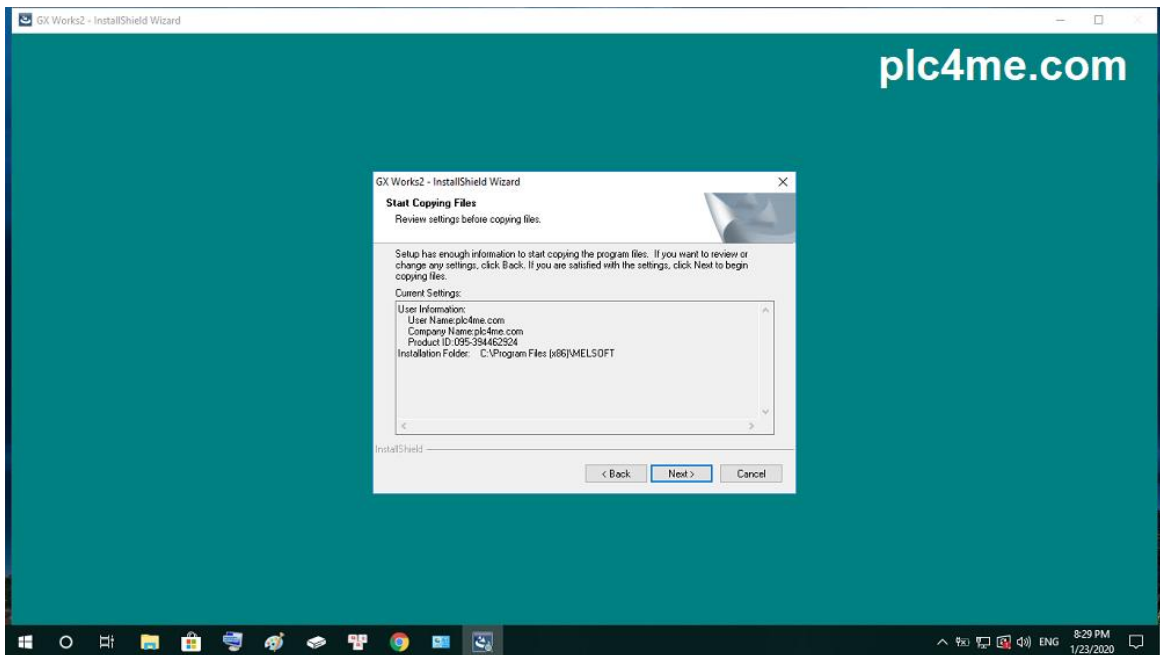 GX Works2 - InstallShield Wizard
plc4me.com
GX Works2 - InstallShield Wizard
Start Copying Files
Review settings before copying files.
Setup has enough information to start copying the program files. If you want to review or
change any settings, click Back. If you are satisfied with the settings, click Next to begin
copying files.
Current Settings:
User Information:
User Name:plc4me.com
Company Name:plc4me.com
Product ID:095-394462924
Installation Folder: C:\Program Files (x86)\MELSOFT
InstallShield
< Back
Next >
Cancel
ENG
8:29 PM
1/23/2020